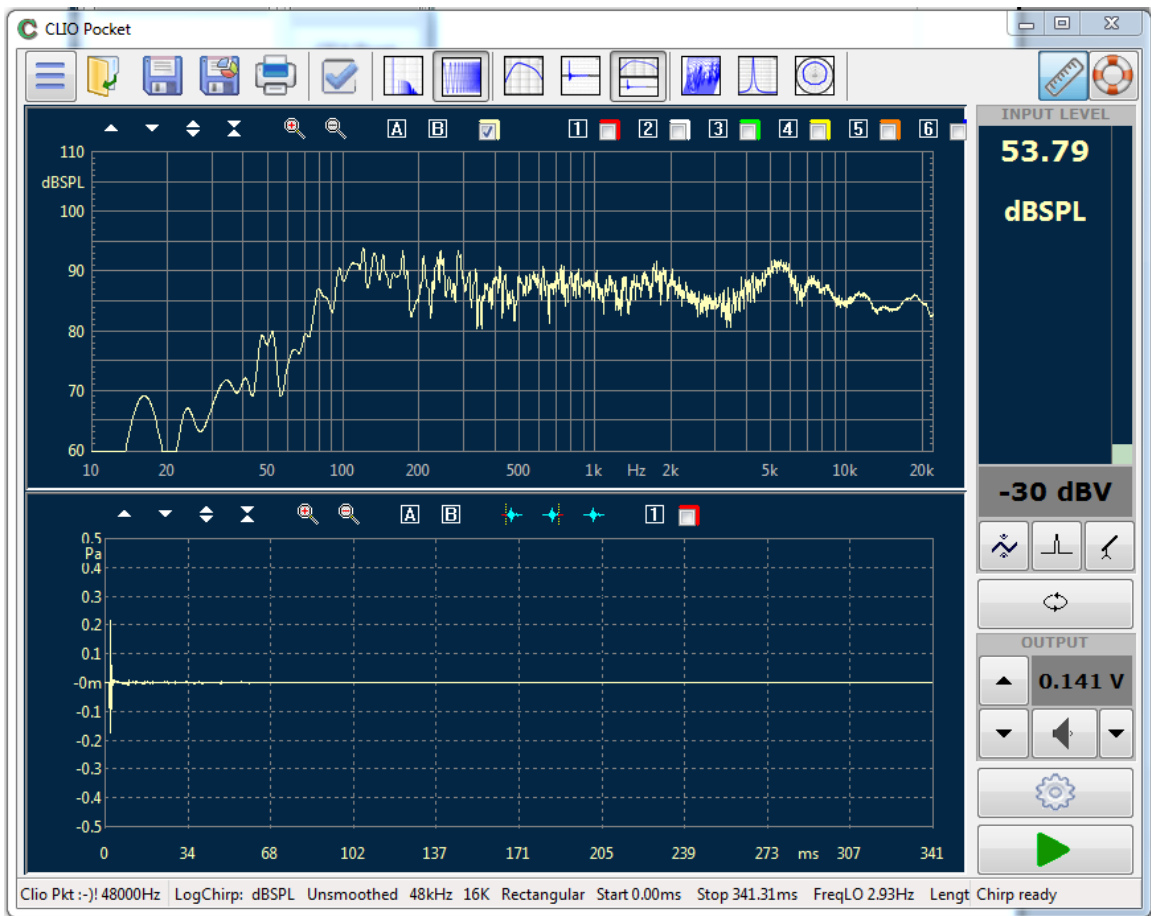 CLIO Pocket
INPUT LEVEL
A B 1 2 3 4 5 6
53.79
dBSPL
110
dBSPL
100
90
80
70
60
10 20 50 100 200 500 1k Hz 2k 5k 10k 20k
-30 dBV
A B 1
0.5
Pa
0.4
0.3
0.2
0.1
-0m
-0.1
-0.2
-0.3
-0.4
-0.5
0 34 68 102 137 171 205 239 273 ms 307 341
OUTPUT
0.141 V
Clio Pkt :-)! 48000Hz LogChirp: dBSPL Unsmoothed 48kHz 16K Rectangular Start 0.00ms Stop 341.31ms FreqLO 2.93Hz Lengt Chirp ready